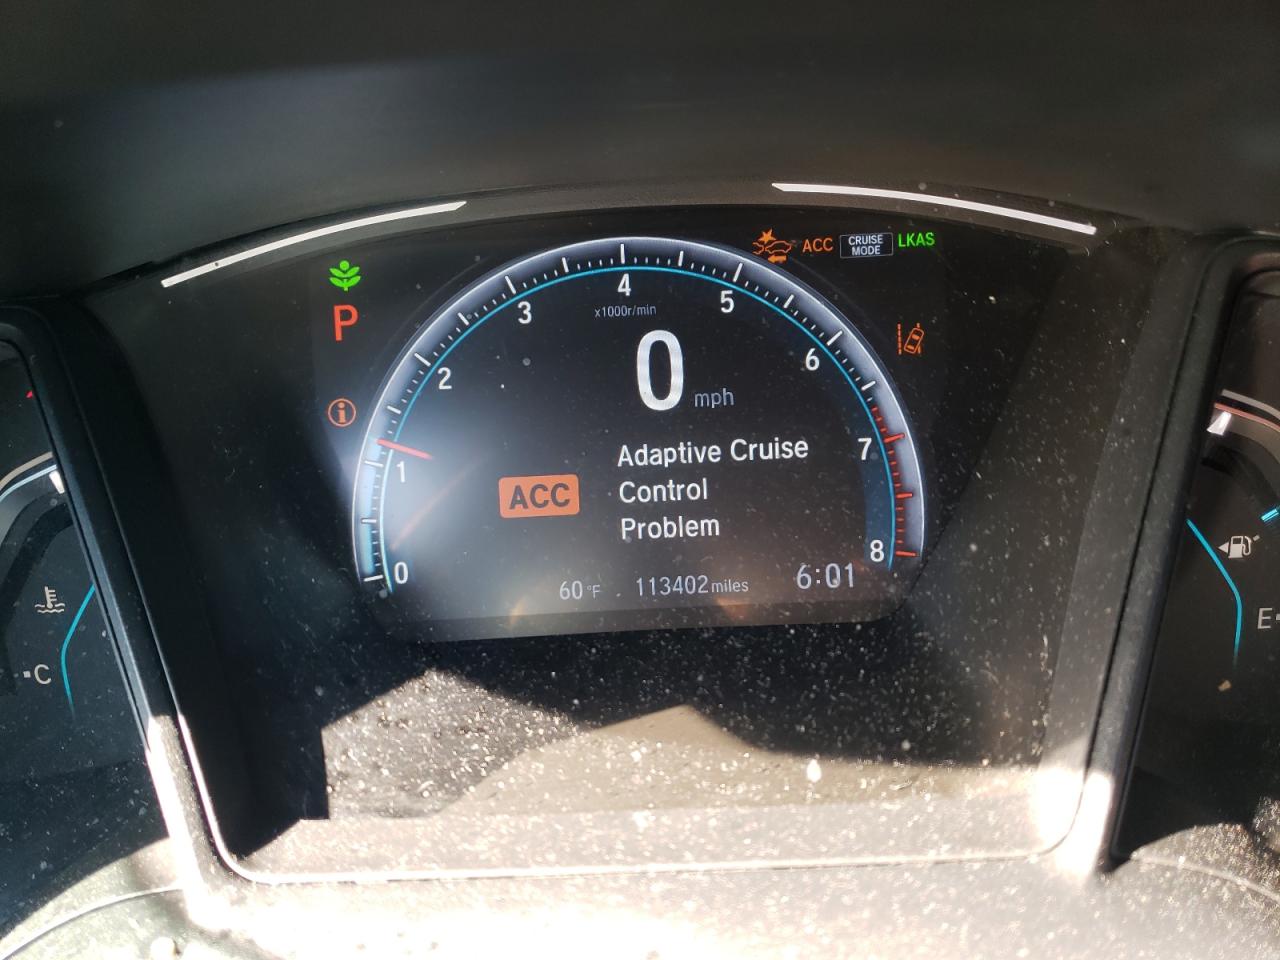 ACC
CRUISE
MODE
LKAS
P
4
x1000r/min
3
5
2
6
1
7
0
8
0 mph
Adaptive Cruise
ACC
Control
Problem
60°F
113402 miles
6:01
C
E